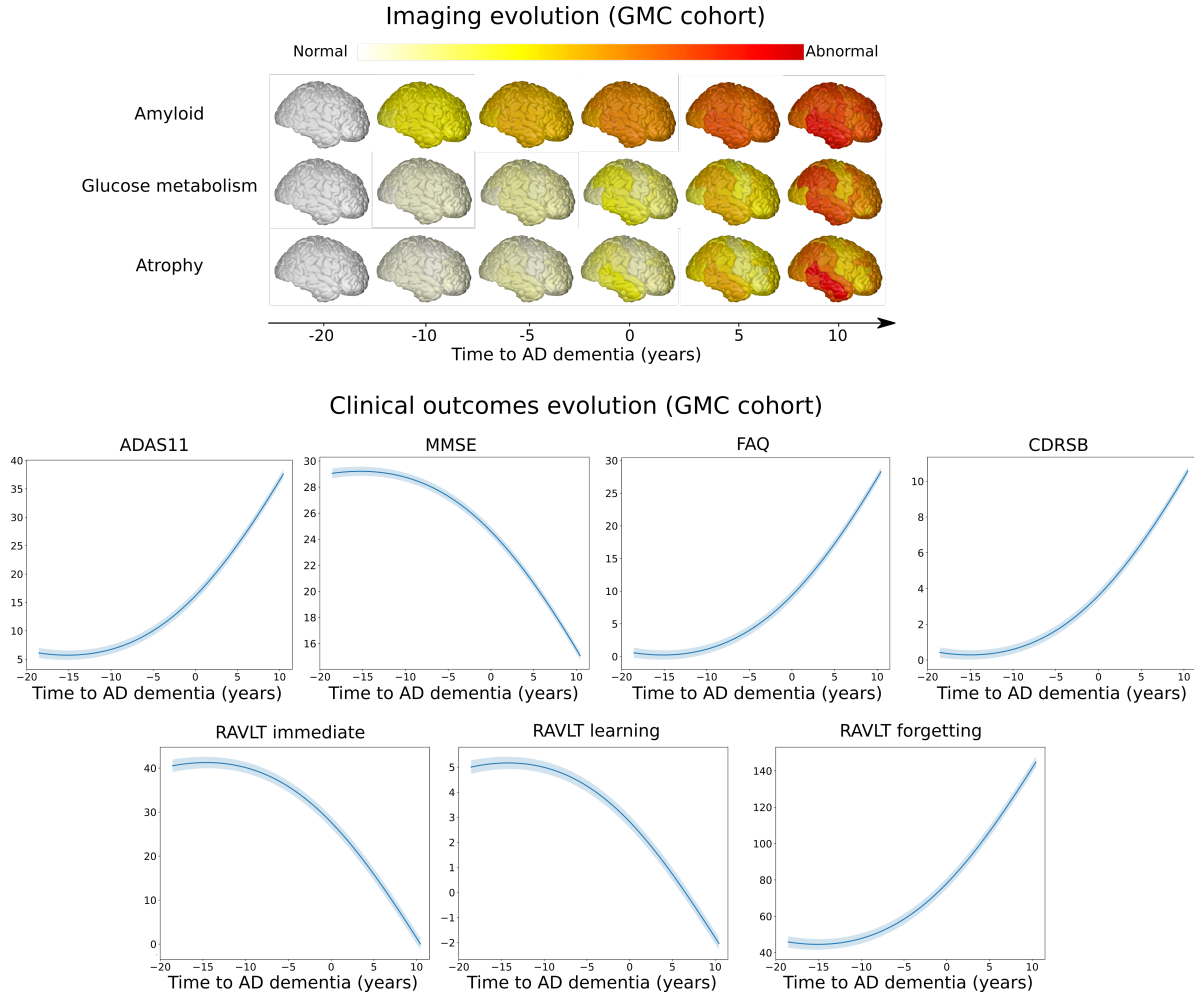 Imaging evolution (GMC cohort)
Normal Abnormal
Amyloid
Glucose metabolism
Atrophy
-20 -10 -5 0 5 10
Time to AD dementia (years)
Clinical outcomes evolution (GMC cohort)
ADAS11 MMSE FAQ CDRSB
40 35 30 25 20 15 10 5
−20 −15 −10 −5 0 5 10
Time to AD dementia (years)
30 28 26 24 22 20 18 16
−20 −15 −10 −5 0 5 10
Time to AD dementia (years)
30 25 20 15 10 5 0
−20 −15 −10 −5 0 5 10
Time to AD dementia (years)
10 8 6 4 2 0
−20 −15 −10 −5 0 5 10
Time to AD dementia (years)
RAVLT immediate RAVLT learning RAVLT forgetting
40 30 20 10 0
−20 −15 −10 −5 0 5 10
Time to AD dementia (years)
5 4 3 2 1 0 −1 −2
−20 −15 −10 −5 0 5 10
Time to AD dementia (years)
140 120 100 80 60 40
−20 −15 −10 −5 0 5 10
Time to AD dementia (years)